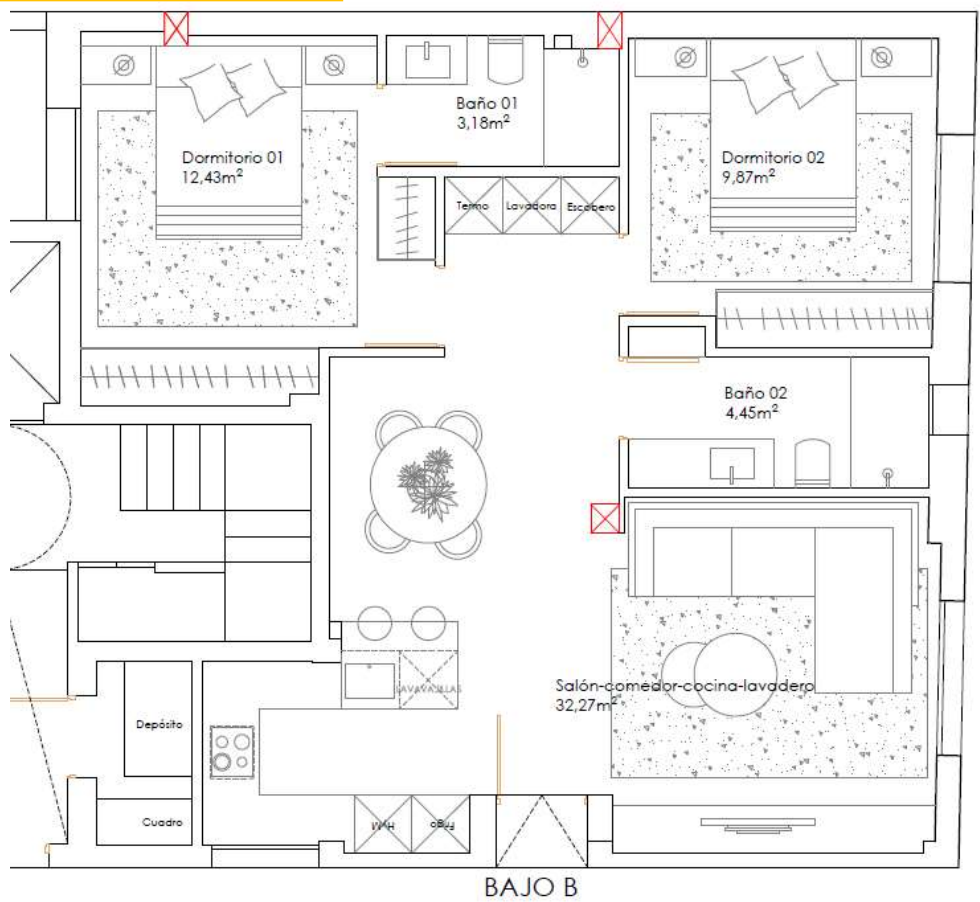 Baño 01
3,18m²
Dormitorio 01
12,43m²
Dormitorio 02
9,87m²
Termo
Lavadora
Escobero
Baño 02
4,45m²
LAVAVAJILLAS
Salón-comedor-cocina-lavadero
32,27m²
Depósito
Cuadro
H/M
Frigo
BAJO B